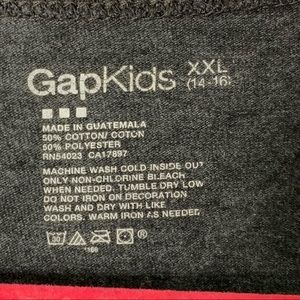 GapKids XXL
(14-16)
MADE IN GUATEMALA
50% COTTON/ COTON
50% POLYESTER
RN54023 CA17897
MACHINE WASH COLD INSIDE OUT
ONLY NON-CHLORINE BLEACH
WHEN NEEDED. TUMBLE DRY LOW
DO NOT IRON ON DECORATION
WASH AND DRY WITH LIKE
COLORS. WARM IRON AS NEEDED
30 ®